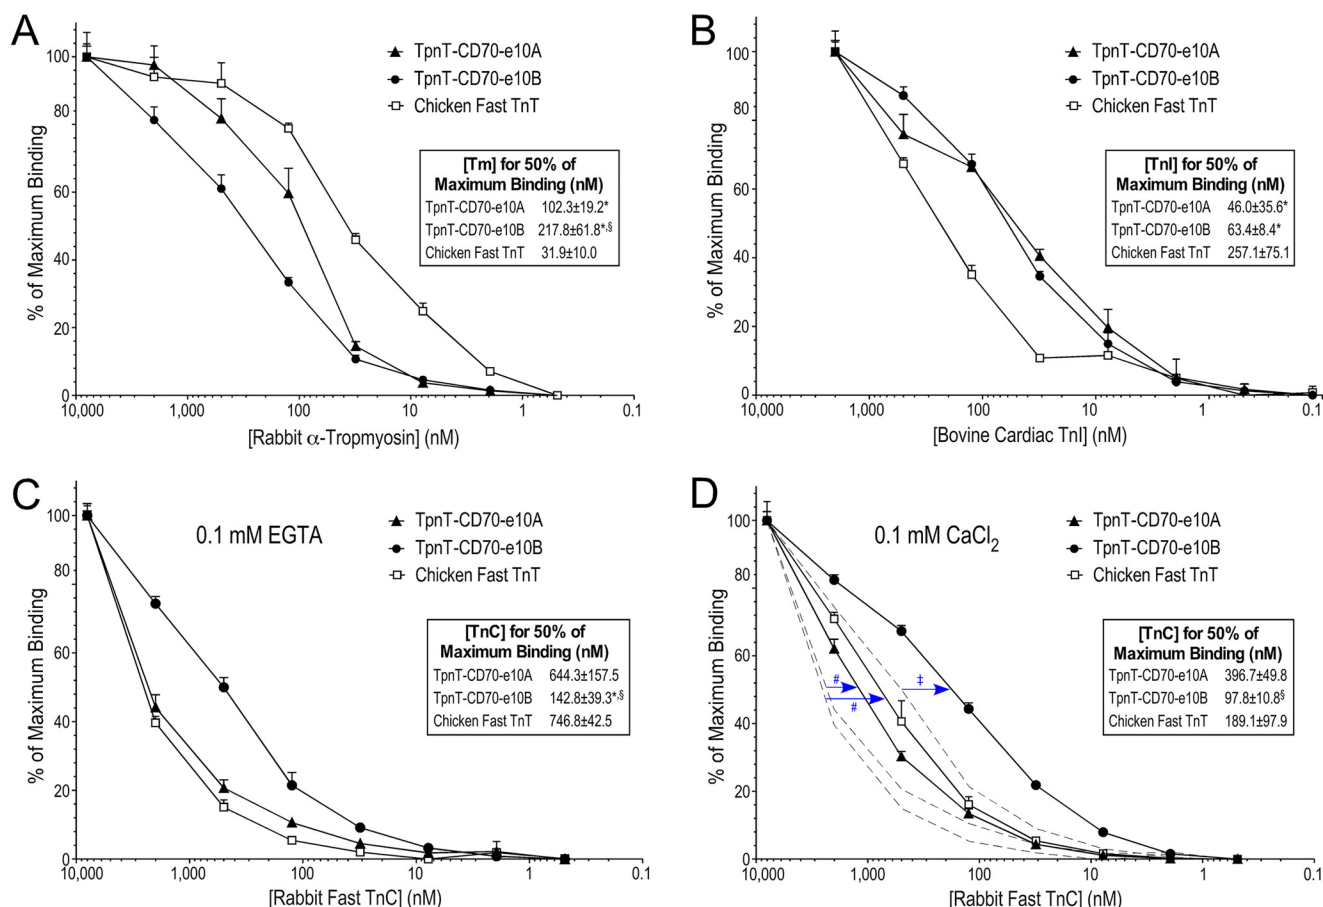 A
TpnT-CD70-e10A
TpnT-CD70-e10B
Chicken Fast TnT
[Tm] for 50% of
Maximum Binding (nM)
TpnT-CD70-e10A 102.3±19.2*
TpnT-CD70-e10B 217.8±61.8*,§
Chicken Fast TnT 31.9±10.0
% of Maximum Binding
100
80
60
40
20
0
10,000 1,000 100 10 1 0.1
[Rabbit α-Tropmyosin] (nM)
B
TpnT-CD70-e10A
TpnT-CD70-e10B
Chicken Fast TnT
[TnI] for 50% of
Maximum Binding (nM)
TpnT-CD70-e10A 46.0±35.6*
TpnT-CD70-e10B 63.4±8.4*
Chicken Fast TnT 257.1±75.1
% of Maximum Binding
100
80
60
40
20
0
10,000 1,000 100 10 1 0.1
[Bovine Cardiac TnI] (nM)
C
0.1 mM EGTA
TpnT-CD70-e10A
TpnT-CD70-e10B
Chicken Fast TnT
[TnC] for 50% of
Maximum Binding (nM)
TpnT-CD70-e10A 644.3±157.5
TpnT-CD70-e10B 142.8±39.3*,§
Chicken Fast TnT 746.8±42.5
% of Maximum Binding
100
80
60
40
20
0
10,000 1,000 100 10 1 0.1
[Rabbit Fast TnC] (nM)
D
0.1 mM CaCl2
TpnT-CD70-e10A
TpnT-CD70-e10B
Chicken Fast TnT
[TnC] for 50% of
Maximum Binding (nM)
TpnT-CD70-e10A 396.7±49.8
TpnT-CD70-e10B 97.8±10.8§
Chicken Fast TnT 189.1±97.9
# ‡
#
% of Maximum Binding
100
80
60
40
20
0
10,000 1,000 100 10 1 0.1
[Rabbit Fast TnC] (nM)